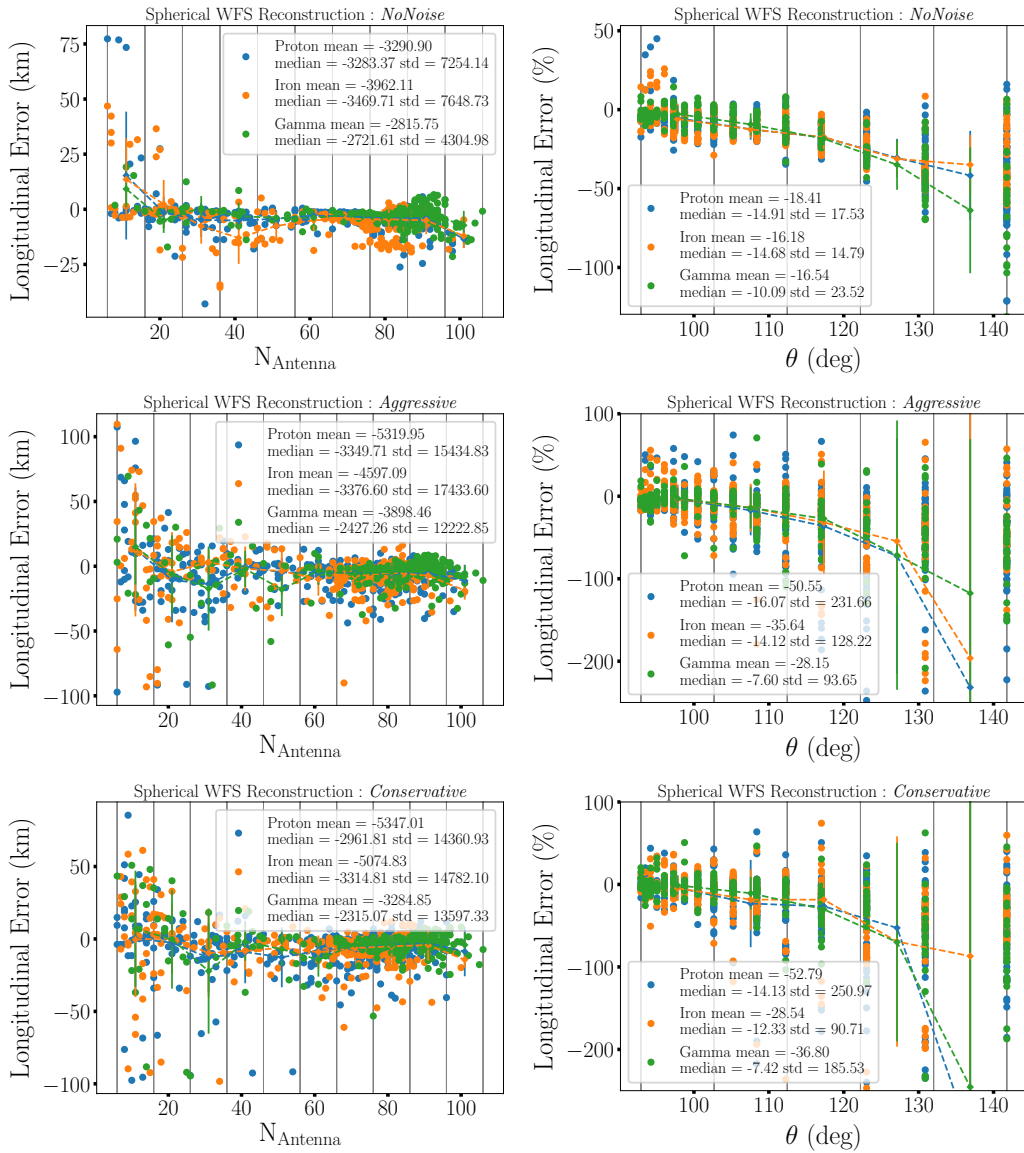 Spherical WFS Reconstruction : NoNoise
Longitudinal Error (km)
75
50
25
0
−25
Proton mean = -3290.90
median = -3283.37 std = 7254.14
Iron mean = -3962.11
median = -3469.71 std = 7648.73
Gamma mean = -2815.75
median = -2721.61 std = 4304.98
20 40 60 80 100
N_Antenna
Spherical WFS Reconstruction : NoNoise
Longitudinal Error (%)
50
0
−50
−100
Proton mean = -18.41
median = -14.91 std = 17.53
Iron mean = -16.18
median = -14.68 std = 14.79
Gamma mean = -16.54
median = -10.09 std = 23.52
100 110 120 130 140
θ (deg)
Spherical WFS Reconstruction : Aggressive
Longitudinal Error (km)
100
50
0
−50
−100
Proton mean = -5319.95
median = -3349.71 std = 15434.83
Iron mean = -4597.09
median = -3376.60 std = 17433.60
Gamma mean = -3898.46
median = -2427.26 std = 12222.85
20 40 60 80 100
N_Antenna
Spherical WFS Reconstruction : Aggressive
Longitudinal Error (%)
100
0
−100
−200
Proton mean = -50.55
median = -16.07 std = 231.66
Iron mean = -35.64
median = -14.12 std = 128.22
Gamma mean = -28.15
median = -7.60 std = 93.65
100 110 120 130 140
θ (deg)
Spherical WFS Reconstruction : Conservative
Longitudinal Error (km)
50
0
−50
−100
Proton mean = -5347.01
median = -2961.81 std = 14360.93
Iron mean = -5074.83
median = -3314.81 std = 14782.10
Gamma mean = -3284.85
median = -2315.07 std = 13597.33
20 40 60 80 100
N_Antenna
Spherical WFS Reconstruction : Conservative
Longitudinal Error (%)
100
0
−100
−200
Proton mean = -52.79
median = -14.13 std = 250.97
Iron mean = -28.54
median = -12.33 std = 90.71
Gamma mean = -36.80
median = -7.42 std = 185.53
100 110 120 130 140
θ (deg)